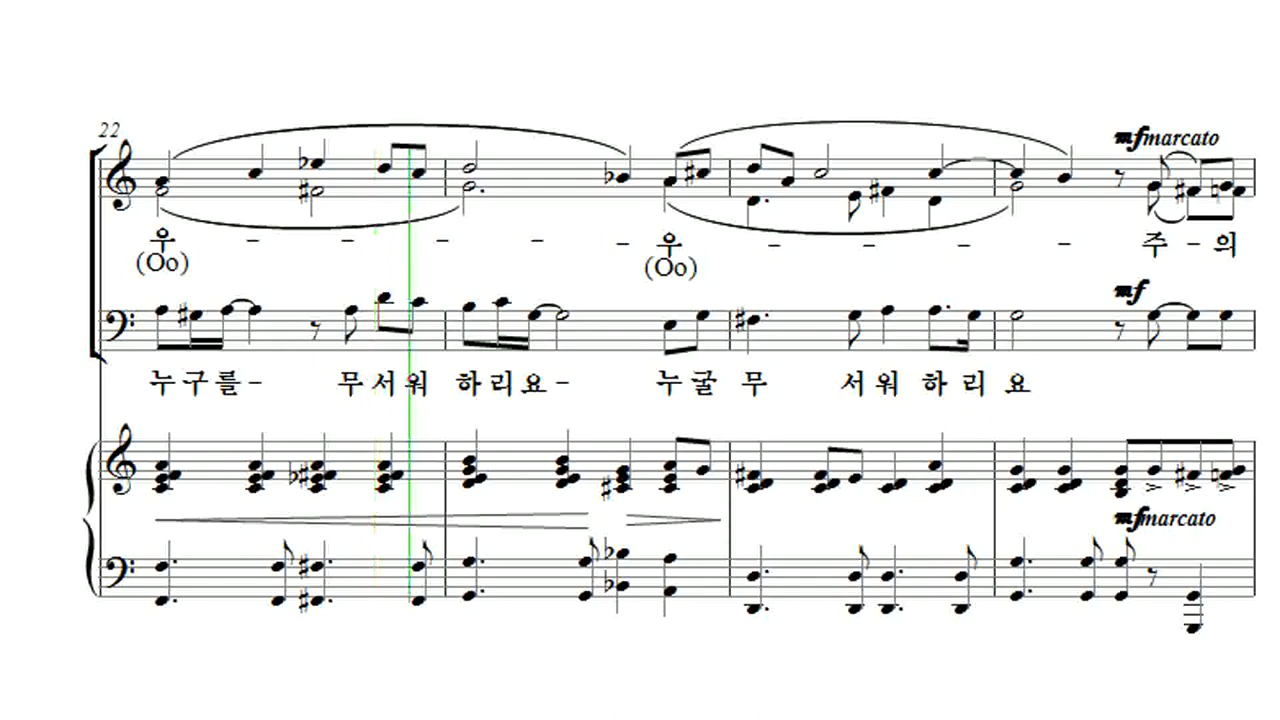 22
mf marcato
우 - - - - - 우 - - - - 주 - 의
(Oo) (Oo)
mf
누 구 를 - 무 서 워 하 리 요 - 누 굴 무 서 워 하 리 요
mf marcato